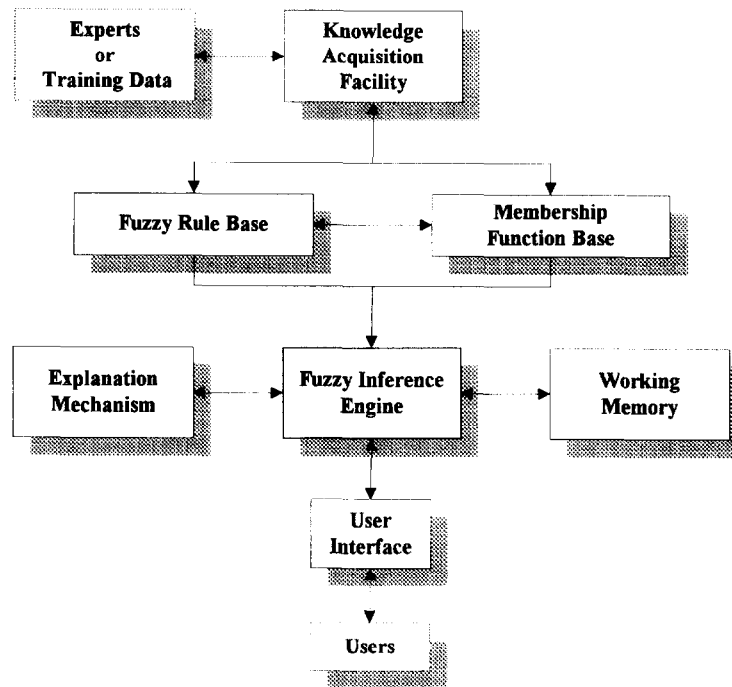 Experts
or
Training Data
Knowledge
Acquisition
Facility
Fuzzy Rule Base
Membership
Function Base
Explanation
Mechanism
Fuzzy Inference
Engine
Working
Memory
User
Interface
Users